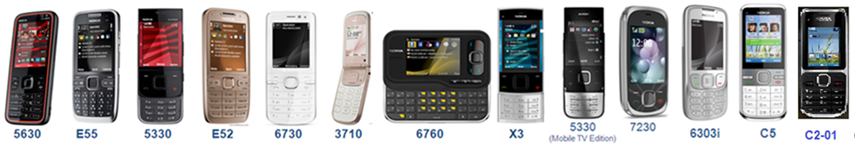 5630
E55
5330
E52
6730
3710
6760
X3
5330
(Mobile TV Edition)
7230
6303i
C5
C2-01